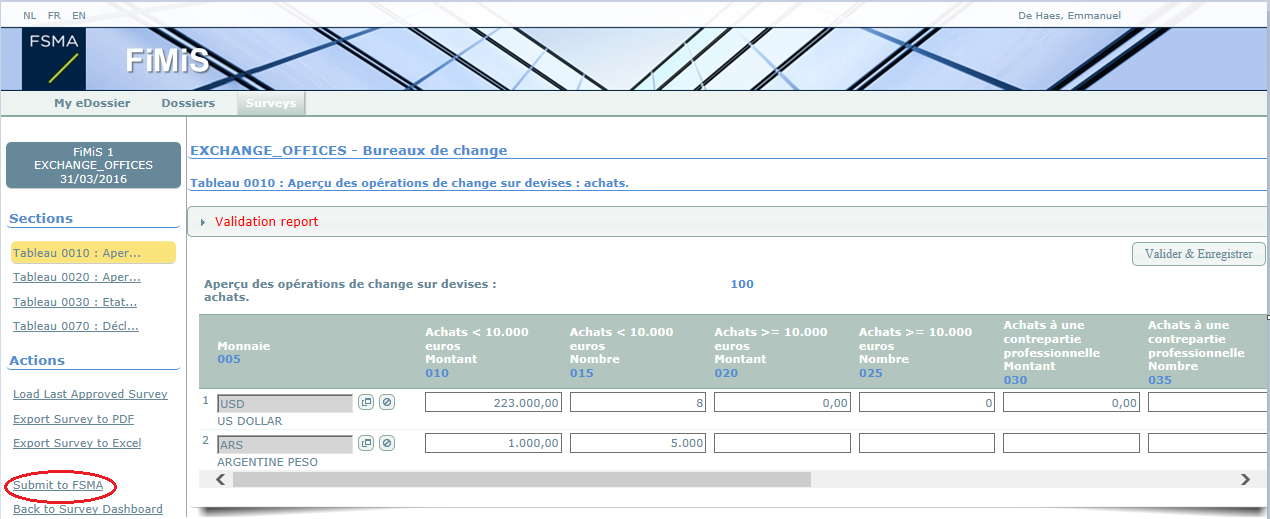 NL FR EN
De Haes, Emmanuel
FSMA
FiMiS
My eDossier Dossiers Surveys
FiMiS 1
EXCHANGE_OFFICES
31/03/2016
Sections
Tableau 0010 : Aper...
Tableau 0020 : Aper...
Tableau 0030 : Etat...
Tableau 0070 : Décl...
Actions
Load Last Approved Survey
Export Survey to PDF
Export Survey to Excel
Submit to FSMA
Back to Survey Dashboard
EXCHANGE_OFFICES - Bureaux de change
Tableau 0010 : Aperçu des opérations de change sur devises : achats.
Validation report
Valider & Enregistrer
Aperçu des opérations de change sur devises :
achats.
100
Monnaie
005
Achats < 10.000
euros
Montant
010
Achats < 10.000
euros
Nombre
015
Achats >= 10.000
euros
Montant
020
Achats >= 10.000
euros
Nombre
025
Achats à une
contrepartie
professionnelle
Montant
030
Achats à une
contrepartie
professionnelle
Nombre
035
1 USD 223.000,00 8 0,00 0 0,00
US DOLLAR
2 ARS 1.000,00 5.000
ARGENTINE PESO